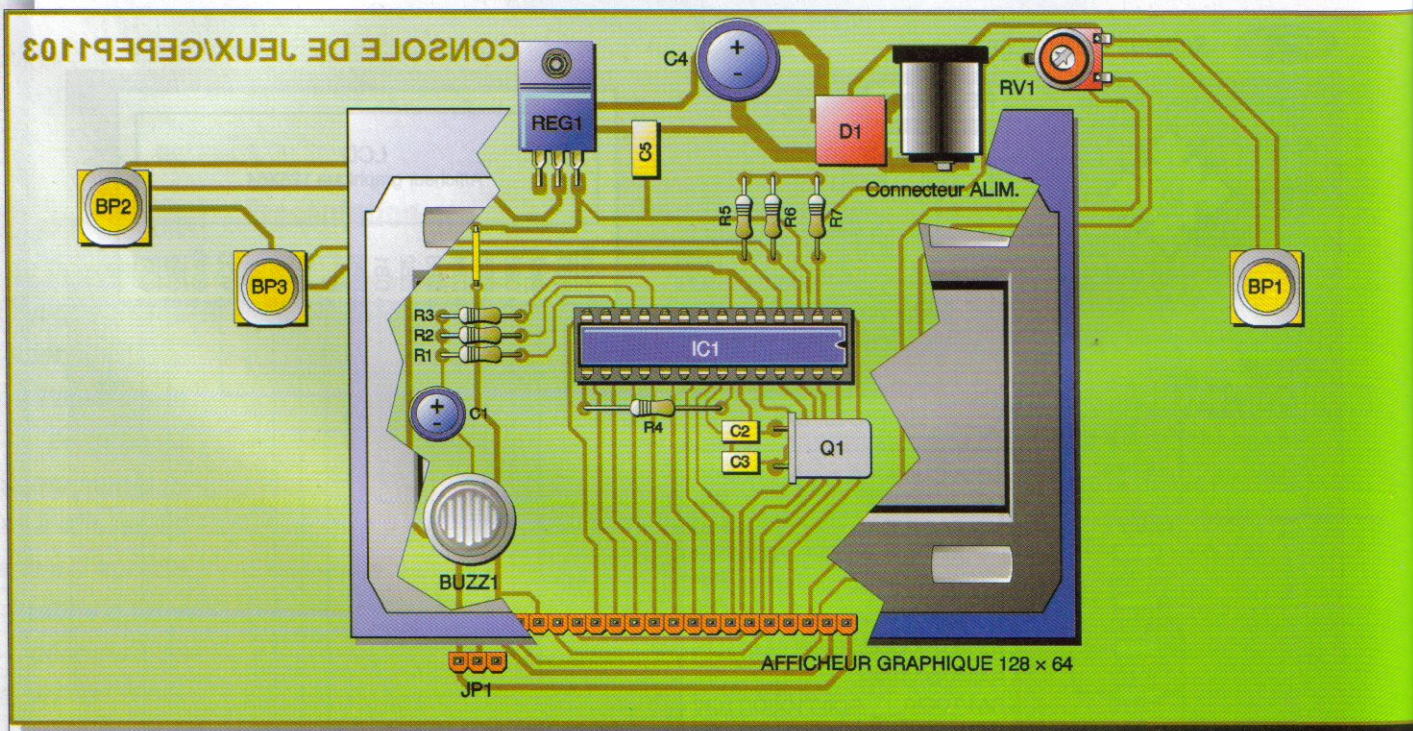 CONSOLE DE JEUX/GEPEP1103
C4
REG1
C5
D1
RV1
Connecteur ALIM.
BP2
BP3
R5
R6
R7
BP1
R3
R2
R1
IC1
C1
R4
C2
C3
Q1
BUZZ1
AFFICHEUR GRAPHIQUE 128 × 64
JP1